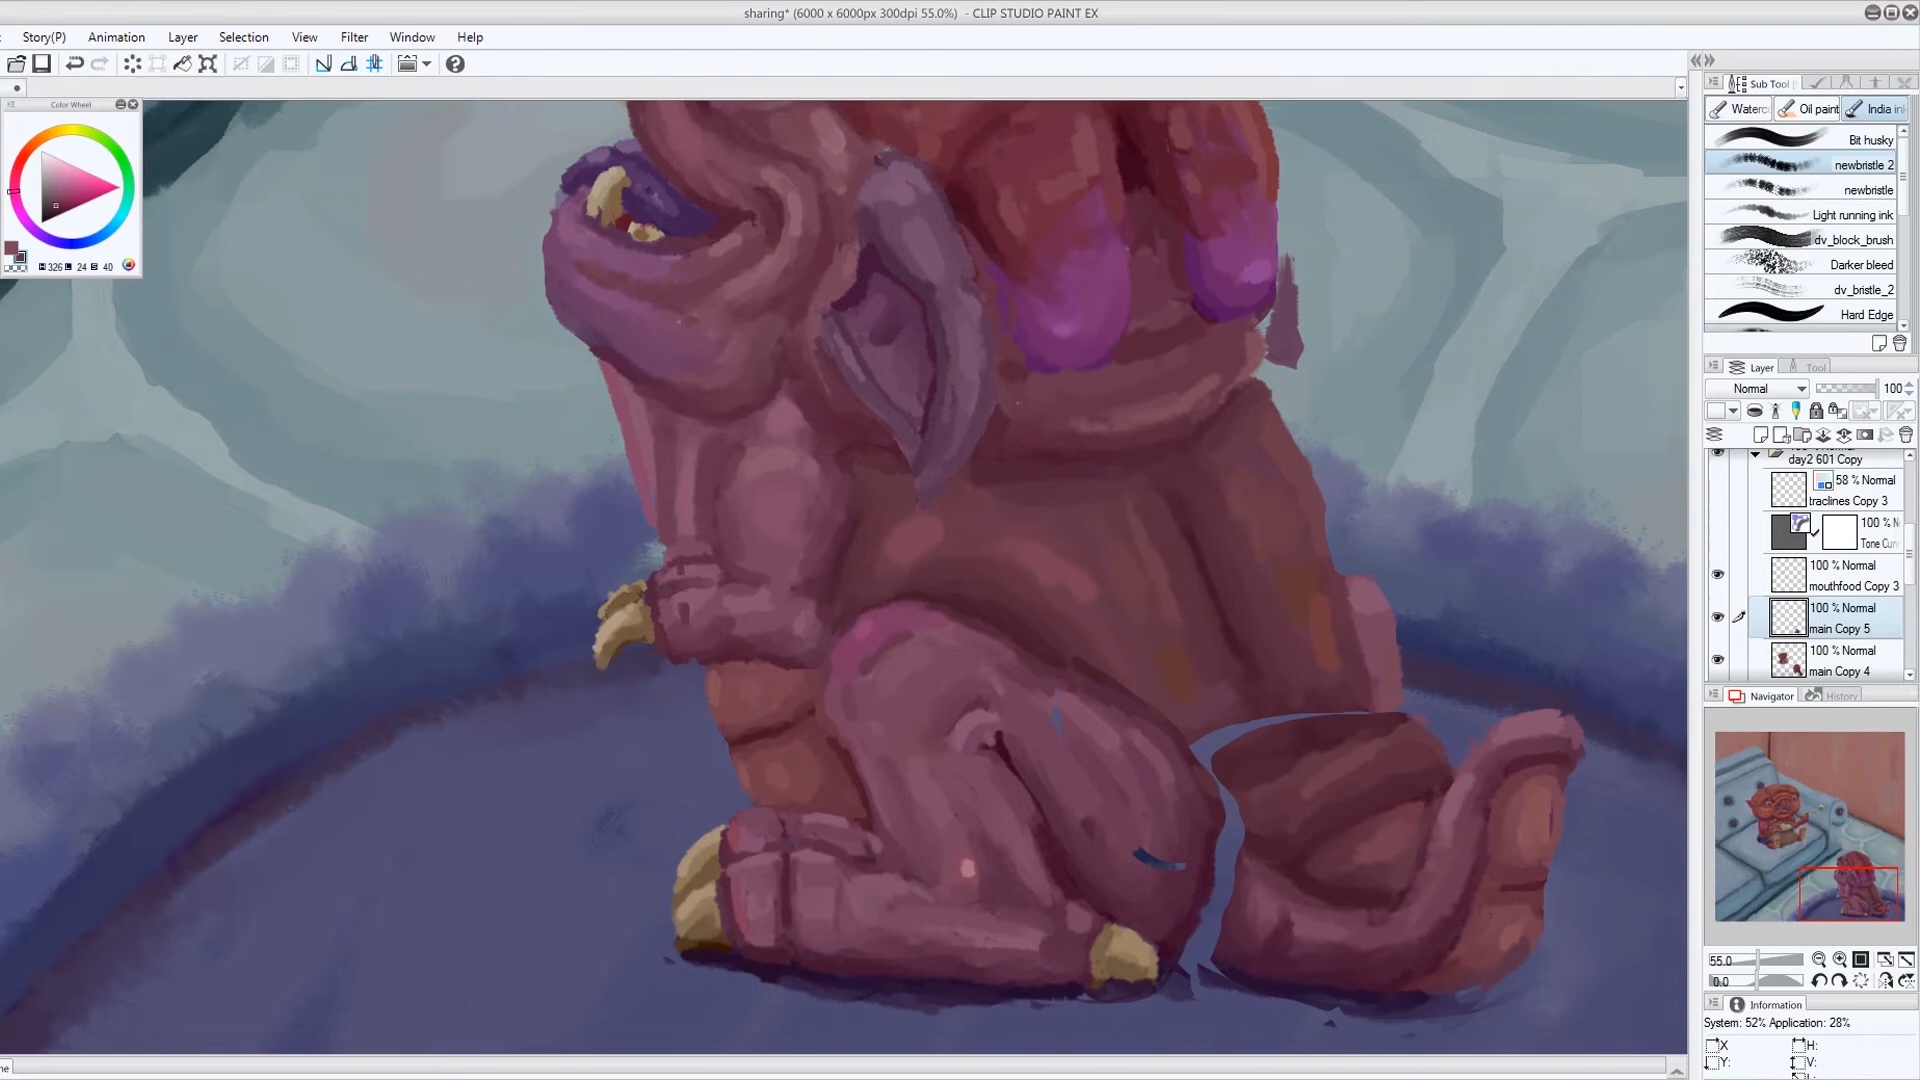 sharing* (6000 x 6000px 300dpi 55.0%) - CLIP STUDIO PAINT EX
Story(P) Animation Layer Selection View Filter Window Help
Color Wheel
326 24 40
Sub Tool
Waterc Oil paint India in
Bit husky
newbristle 2
newbristle
Light running ink
dv_block_brush
Darker bleed
dv_bristle_2
Hard Edge
Layer Tool
Normal 100
day2 601 Copy
58 % Normal
traclines Copy 3
100 % N
Tone Cur
100 % Normal
mouthfood Copy 3
100 % Normal
main Copy 5
100 % Normal
main Copy 4
Navigator History
55.0
0.0
Information
System: 52% Application: 28%
X H:
Y: V: